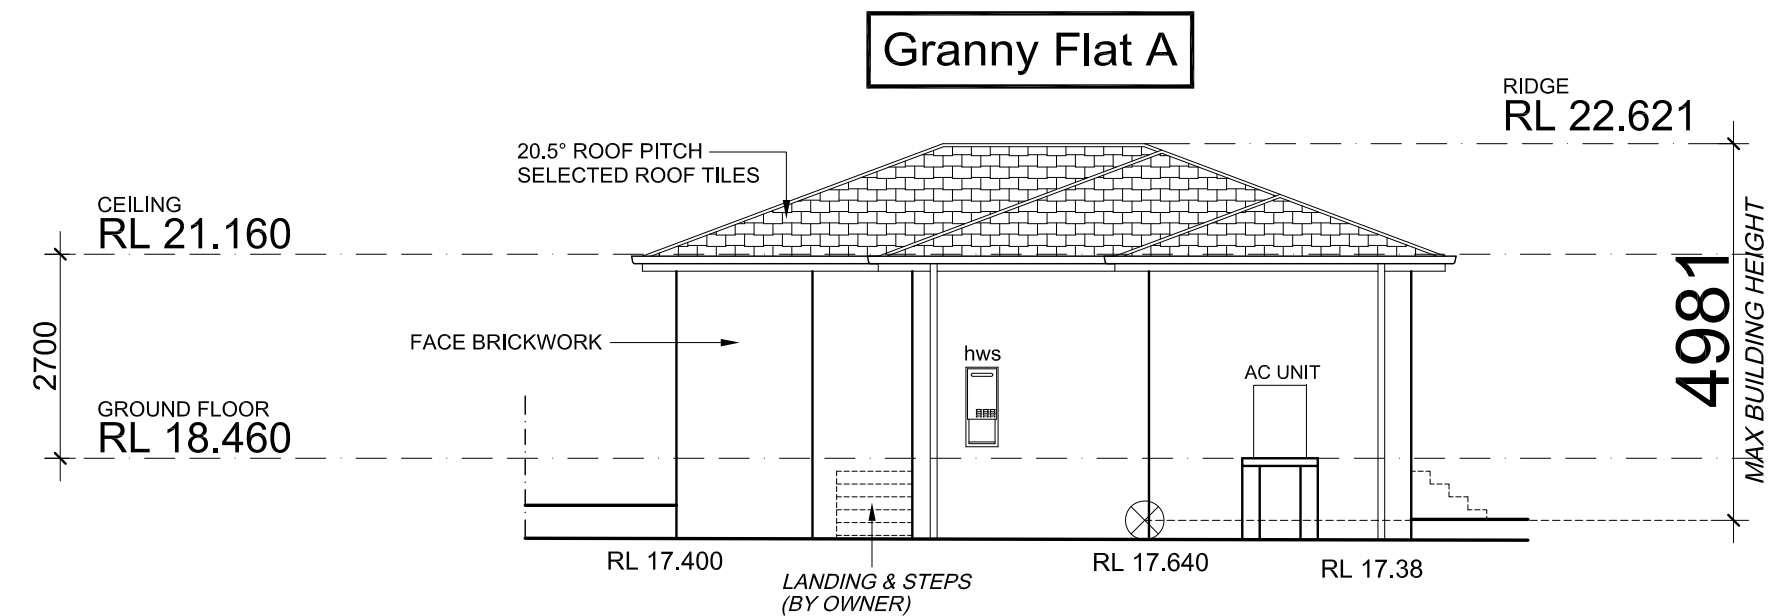 Granny Flat A
RIDGE
RL 22.621
20.5° ROOF PITCH
SELECTED ROOF TILES
CEILING
RL 21.160
2700
FACE BRICKWORK
hws
AC UNIT
4981
MAX BUILDING HEIGHT
GROUND FLOOR
RL 18.460
RL 17.400
RL 17.640
RL 17.38
LANDING & STEPS
(BY OWNER)